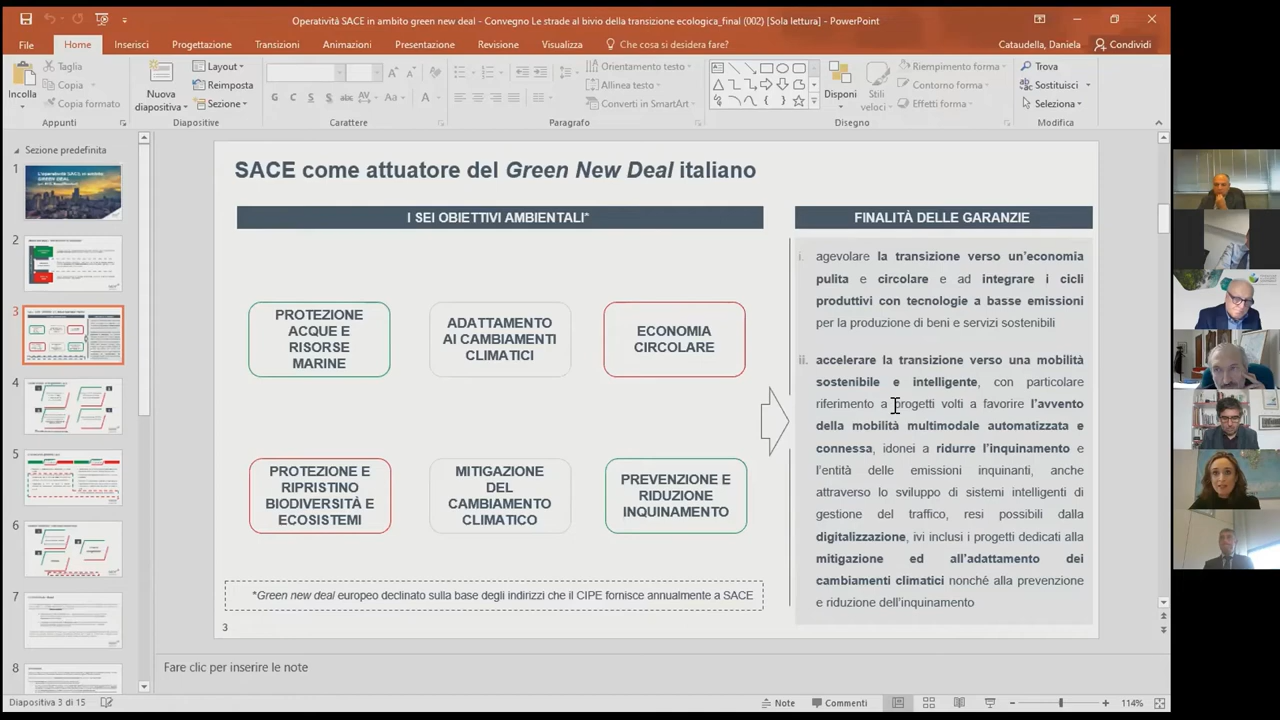 Operatività SACE in ambito green new deal - Convegno Le strade al bivio della transizione ecologica_final (002) [Sola lettura] - PowerPoint
File Home Inserisci Progettazione Transizioni Animazioni Presentazione Revisione Visualizza Che cosa si desidera fare? Cataudella, Daniela Condividi
Incolla
Taglia
Copia
Copia formato
Appunti
Nuova
diapositiva
Layout
Reimposta
Sezione
Diapositive
G C S S abc AV Aa A
Carattere
Orientamento testo
Allinea testo
Converti in SmartArt
Paragrafo
Disponi
Stili
veloci
Riempimento forma
Contorno forma
Effetti forma
Disegno
Trova
Sostituisci
Seleziona
Modifica
Sezione predefinita
1
2
3
4
5
6
7
8
SACE come attuatore del Green New Deal italiano
I SEI OBIETTIVI AMBIENTALI*
PROTEZIONE
ACQUE E
RISORSE
MARINE
ADATTAMENTO
AI CAMBIAMENTI
CLIMATICI
ECONOMIA
CIRCOLARE
PROTEZIONE E
RIPRISTINO
BIODIVERSITÀ E
ECOSISTEMI
MITIGAZIONE
DEL
CAMBIAMENTO
CLIMATICO
PREVENZIONE E
RIDUZIONE
INQUINAMENTO
*Green new deal europeo declinato sulla base degli indirizzi che il CIPE fornisce annualmente a SACE
3
FINALITÀ DELLE GARANZIE
i. agevolare la transizione verso un'economia
pulita e circolare e ad integrare i cicli
produttivi con tecnologie a basse emissioni
per la produzione di beni e servizi sostenibili
ii. accelerare la transizione verso una mobilità
sostenibile e intelligente, con particolare
riferimento a progetti volti a favorire l'avvento
della mobilità multimodale automatizzata e
connessa, idonei a ridurre l'inquinamento e
l'entità delle emissioni inquinanti, anche
attraverso lo sviluppo di sistemi intelligenti di
gestione del traffico, resi possibili dalla
digitalizzazione, ivi inclusi i progetti dedicati alla
mitigazione ed all'adattamento dei
cambiamenti climatici nonché alla prevenzione
e riduzione dell'inquinamento
Fare clic per inserire le note
Diapositiva 3 di 15
Note Commenti 114%